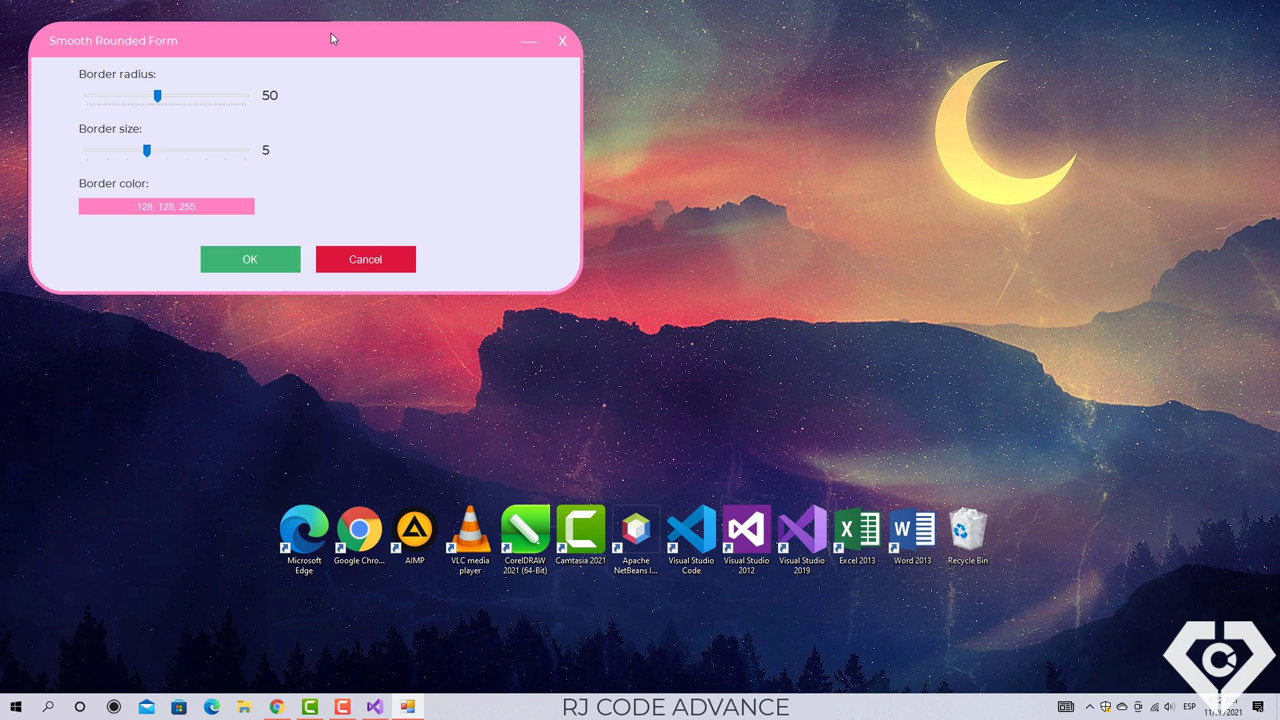 Smooth Rounded Form
X
Border radius:
50
Border size:
5
Border color:
128, 128, 255
OK
Cancel
Microsoft
Edge
Google Chro...
AIMP
VLC media
player
CorelDRAW
2021 (64-Bit)
Camtasia 2021
Apache
NetBeans I...
Visual Studio
Code
Visual Studio
2012
Visual Studio
2019
Excel 2013
Word 2013
Recycle Bin
RJ CODE ADVANCE
ESP